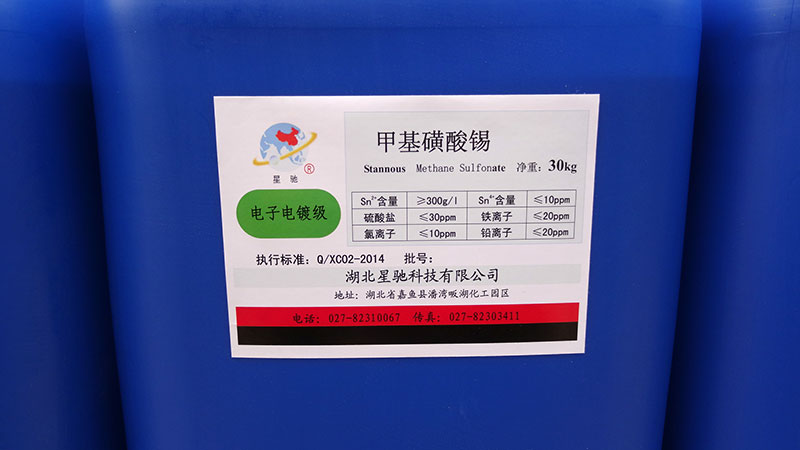 星驰
®
电子电镀级
甲基磺酸锡
Stannous Methane Sulfonate 净重：30kg
Sn²⁺含量 ≥300g/l Sn⁴⁺含量 ≤10ppm
硫酸盐 ≤30ppm 铁离子 ≤20ppm
氯离子 ≤10ppm 铅离子 ≤20ppm
执行标准：Q/XC02-2014 批号：
湖北星驰科技有限公司
地址：湖北省嘉鱼县潘湾畈湖化工园区
电话：027-82310067 传真：027-82303411